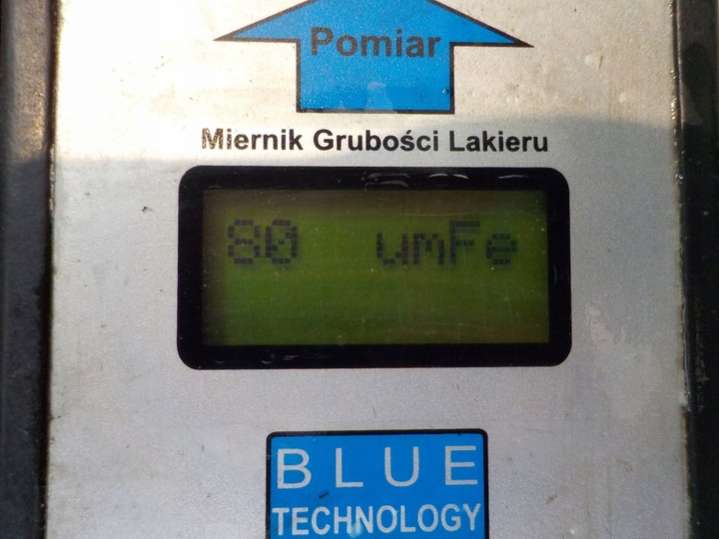 Pomiar
Miernik Grubości Lakieru
80 umFe
BLUE
TECHNOLOGY